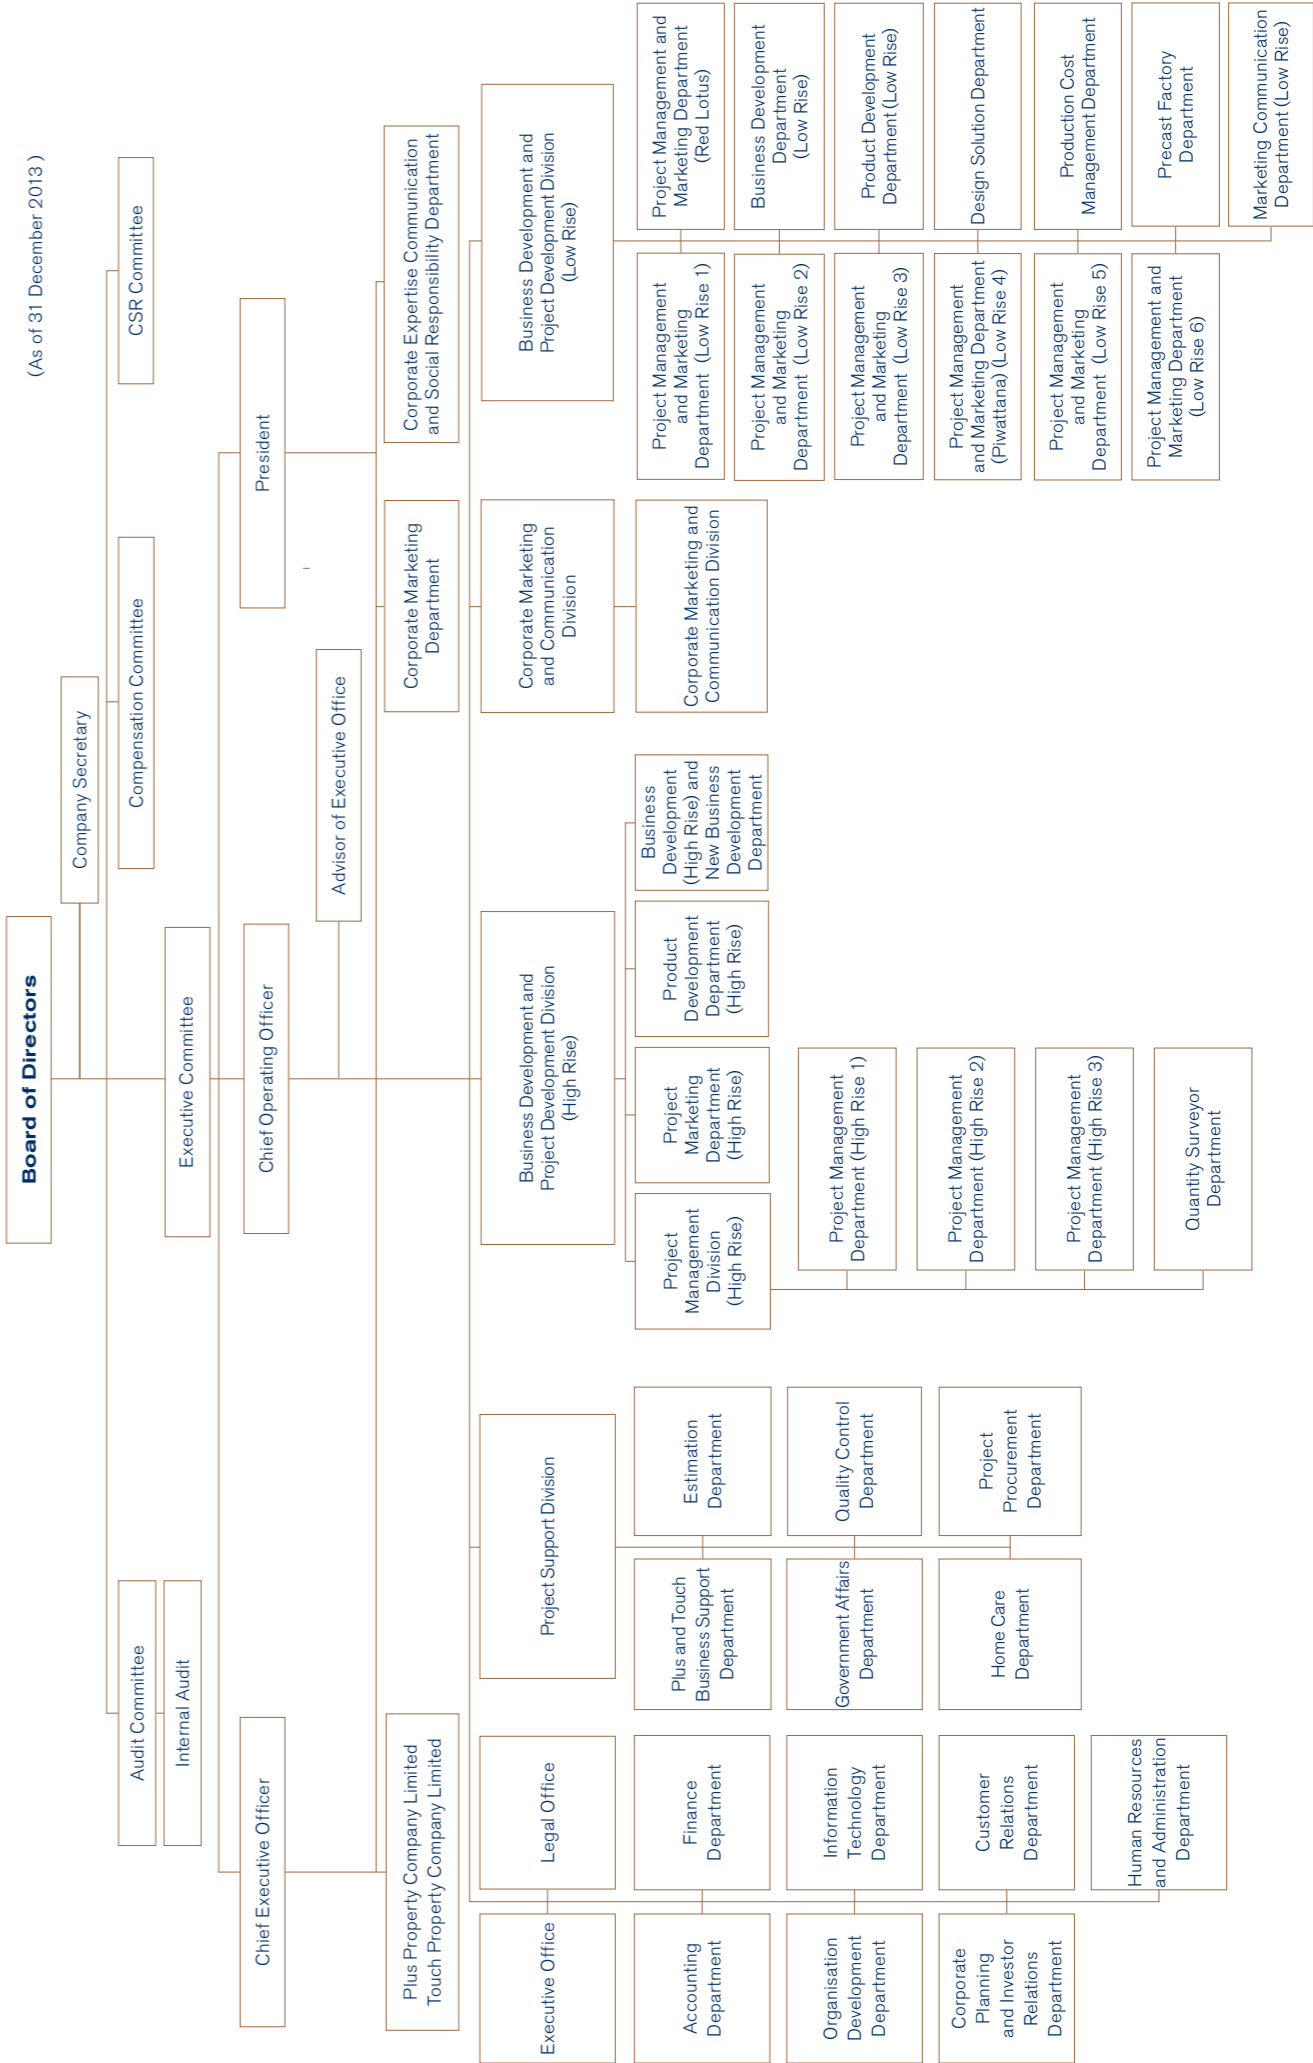 (As of 31 December 2013 )
Board of Directors
Company Secretary
Audit Committee
Internal Audit
Compensation Committee
CSR Committee
Executive Committee
Chief Executive Officer
Chief Operating Officer
President
Advisor of Executive Office
Plus Property Company Limited
Touch Property Company Limited
Corporate Marketing
Department
Corporate Expertise Communication
and Social Responsibility Department
Executive Office
Legal Office
Accounting
Department
Finance
Department
Organisation
Development
Department
Information
Technology
Department
Corporate
Planning
and Investor
Relations
Department
Customer
Relations
Department
Human Resources
and Administration
Department
Project Support Division
Plus and Touch
Business Support
Department
Estimation
Department
Government Affairs
Department
Quality Control
Department
Home Care
Department
Project
Procurement
Department
Business Development and
Project Development Division
(High Rise)
Project
Management
Division
(High Rise)
Project
Marketing
Department
(High Rise)
Product
Development
Department
(High Rise)
Business
Development
(High Rise) and
New Business
Development
Department
Project Management
Department (High Rise 1)
Project Management
Department (High Rise 2)
Project Management
Department (High Rise 3)
Quantity Surveyor
Department
Corporate Marketing
and Communication
Division
Corporate Marketing and
Communication Division
Business Development and
Project Development Division
(Low Rise)
Project Management
and Marketing
Department (Low Rise 1)
Project Management and
Marketing Department
(Red Lotus)
Project Management
and Marketing
Department (Low Rise 2)
Business Development
Department
(Low Rise)
Project Management
and Marketing
Department (Low Rise 3)
Product Development
Department (Low Rise)
Project Management
and Marketing Department
(Piwattana) (Low Rise 4)
Design Solution Department
Project Management
and Marketing
Department (Low Rise 5)
Production Cost
Management Department
Project Management and
Marketing Department
(Low Rise 6)
Precast Factory
Department
Marketing Communication
Department (Low Rise)